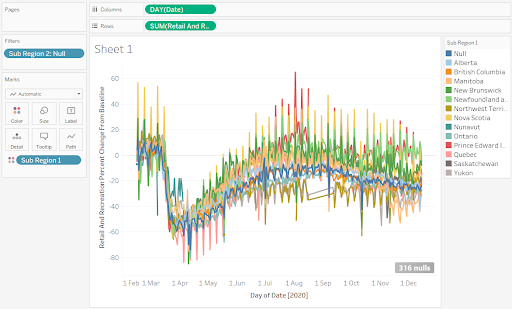 Pages
Columns
DAY(Date)
Rows
SUM(Retail And R..
Filters
Sub Region 2: Null
Marks
Automatic
Color
Size
Label
Detail
Tooltip
Path
Sub Region 1
Sheet 1
Retail And Recreation Percent Change From Baseline
60
40
20
0
-20
-40
-60
-80
316 nulls
1 Feb 1 Mar 1 Apr 1 May 1 Jun 1 Jul 1 Aug 1 Sep 1 Oct 1 Nov 1 Dec
Day of Date [2020]
Sub Region 1
Null
Alberta
British Columbia
Manitoba
New Brunswick
Newfoundland a..
Northwest Terri..
Nova Scotia
Nunavut
Ontario
Prince Edward I..
Quebec
Saskatchewan
Yukon